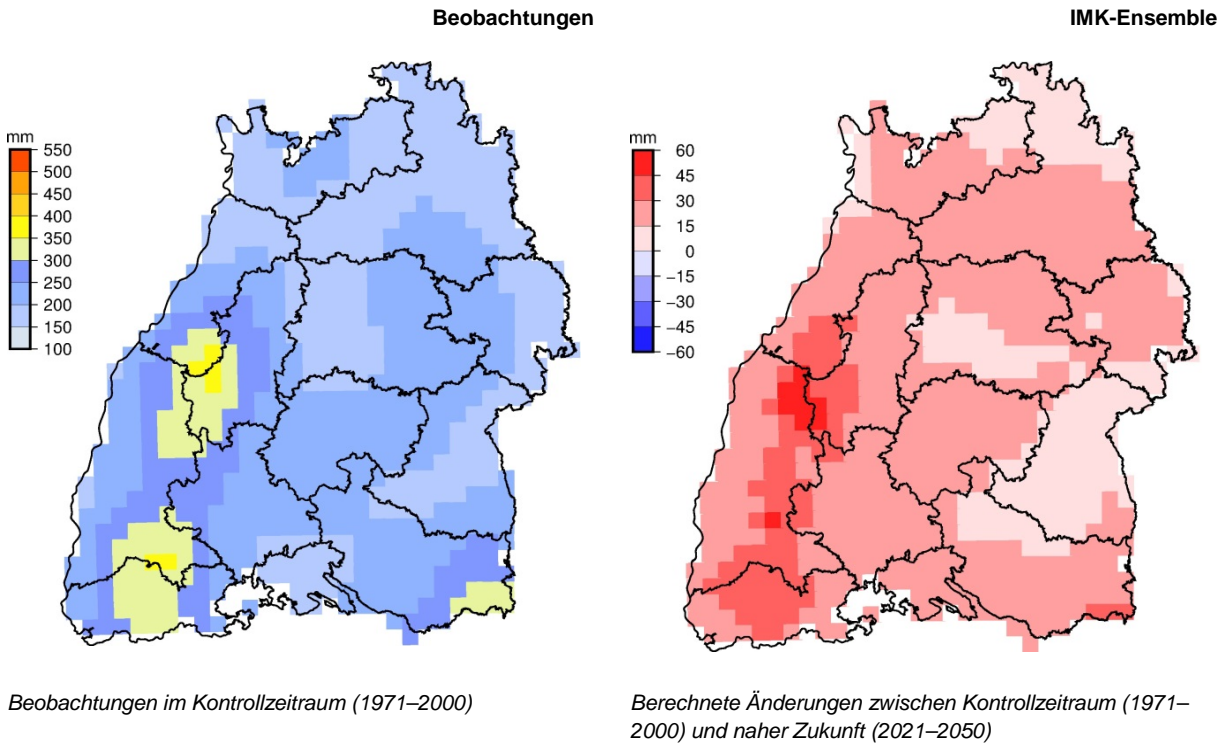 Beobachtungen
IMK-Ensemble
mm
550
500
450
400
350
300
250
200
150
100
mm
60
45
30
15
0
−15
−30
−45
−60
Beobachtungen im Kontrollzeitraum (1971–2000)
Berechnete Änderungen zwischen Kontrollzeitraum (1971–
2000) und naher Zukunft (2021–2050)